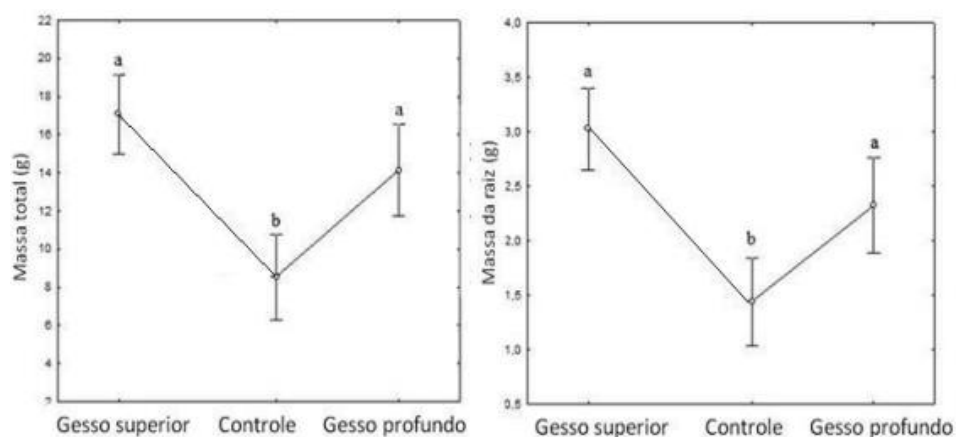 Massa total (g)
22
20
18
16
14
12
10
8
6
4
2
a
b
a
Gesso superior Controle Gesso profundo
Massa da raiz (g)
4,0
3,5
3,0
2,5
2,0
1,5
1,0
0,5
a
b
a
Gesso superior Controle Gesso profundo